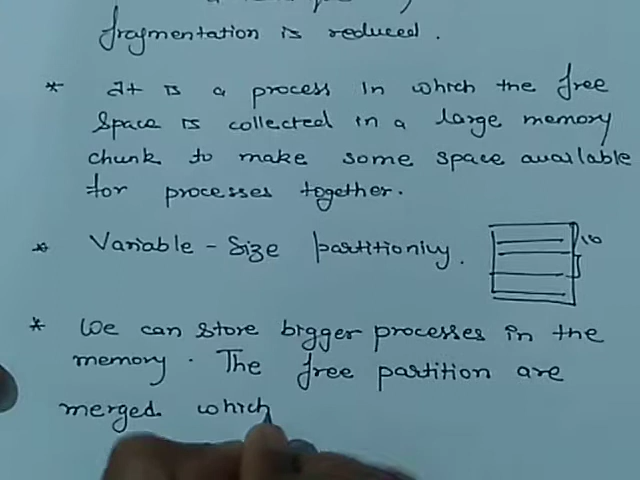 fragmentation is reduced.
* It is a process in which the free
space is collected in a large memory
chunk to make some space available
for processes together.
* Variable - Size partitioning.
10
* We can store bigger processes in the
memory. The free partition are
merged which